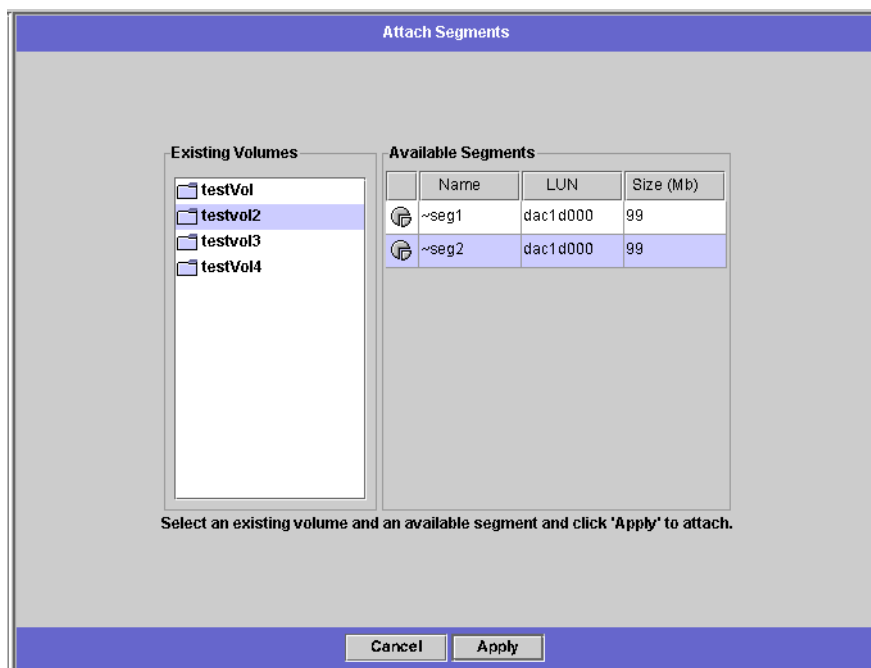 Attach Segments
Existing Volumes
testVol
testvol2
testvol3
testVol4
Available Segments
Name LUN Size (Mb)
~seg1 dac1d000 99
~seg2 dac1d000 99
Select an existing volume and an available segment and click 'Apply' to attach.
Cancel Apply